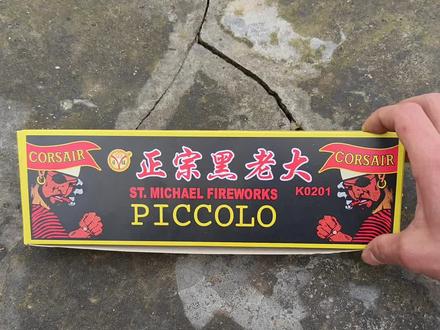 CORSAIR
正宗黑老大
CORSAIR
ST. MICHAEL FIREWORKS K0201
PICCOLO